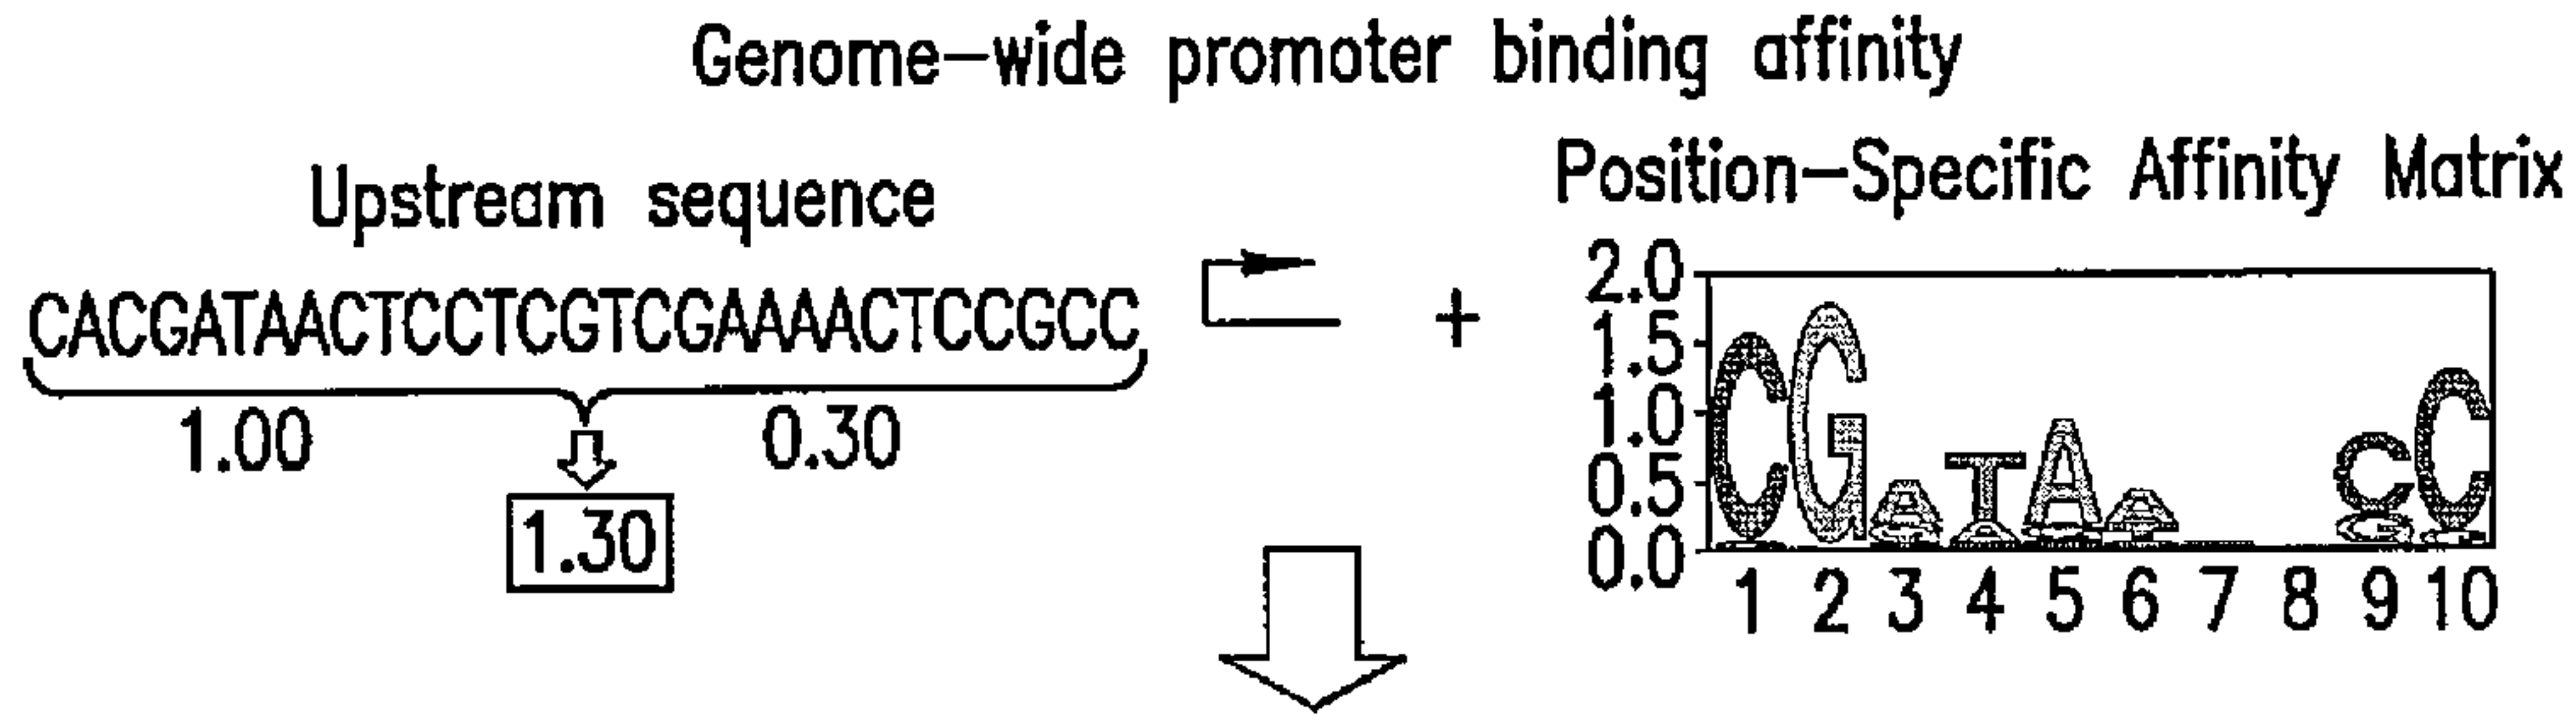 Genome-wide promoter binding affinity
Upstream sequence
Position-Specific Affinity Matrix
CACGATAACTCCTCGTCGAAAACTCCGCC
+
1.00
0.30
1.30
2.0
1.5
1.0
0.5
0.0
C G A T A A C C
1 2 3 4 5 6 7 8 9 10